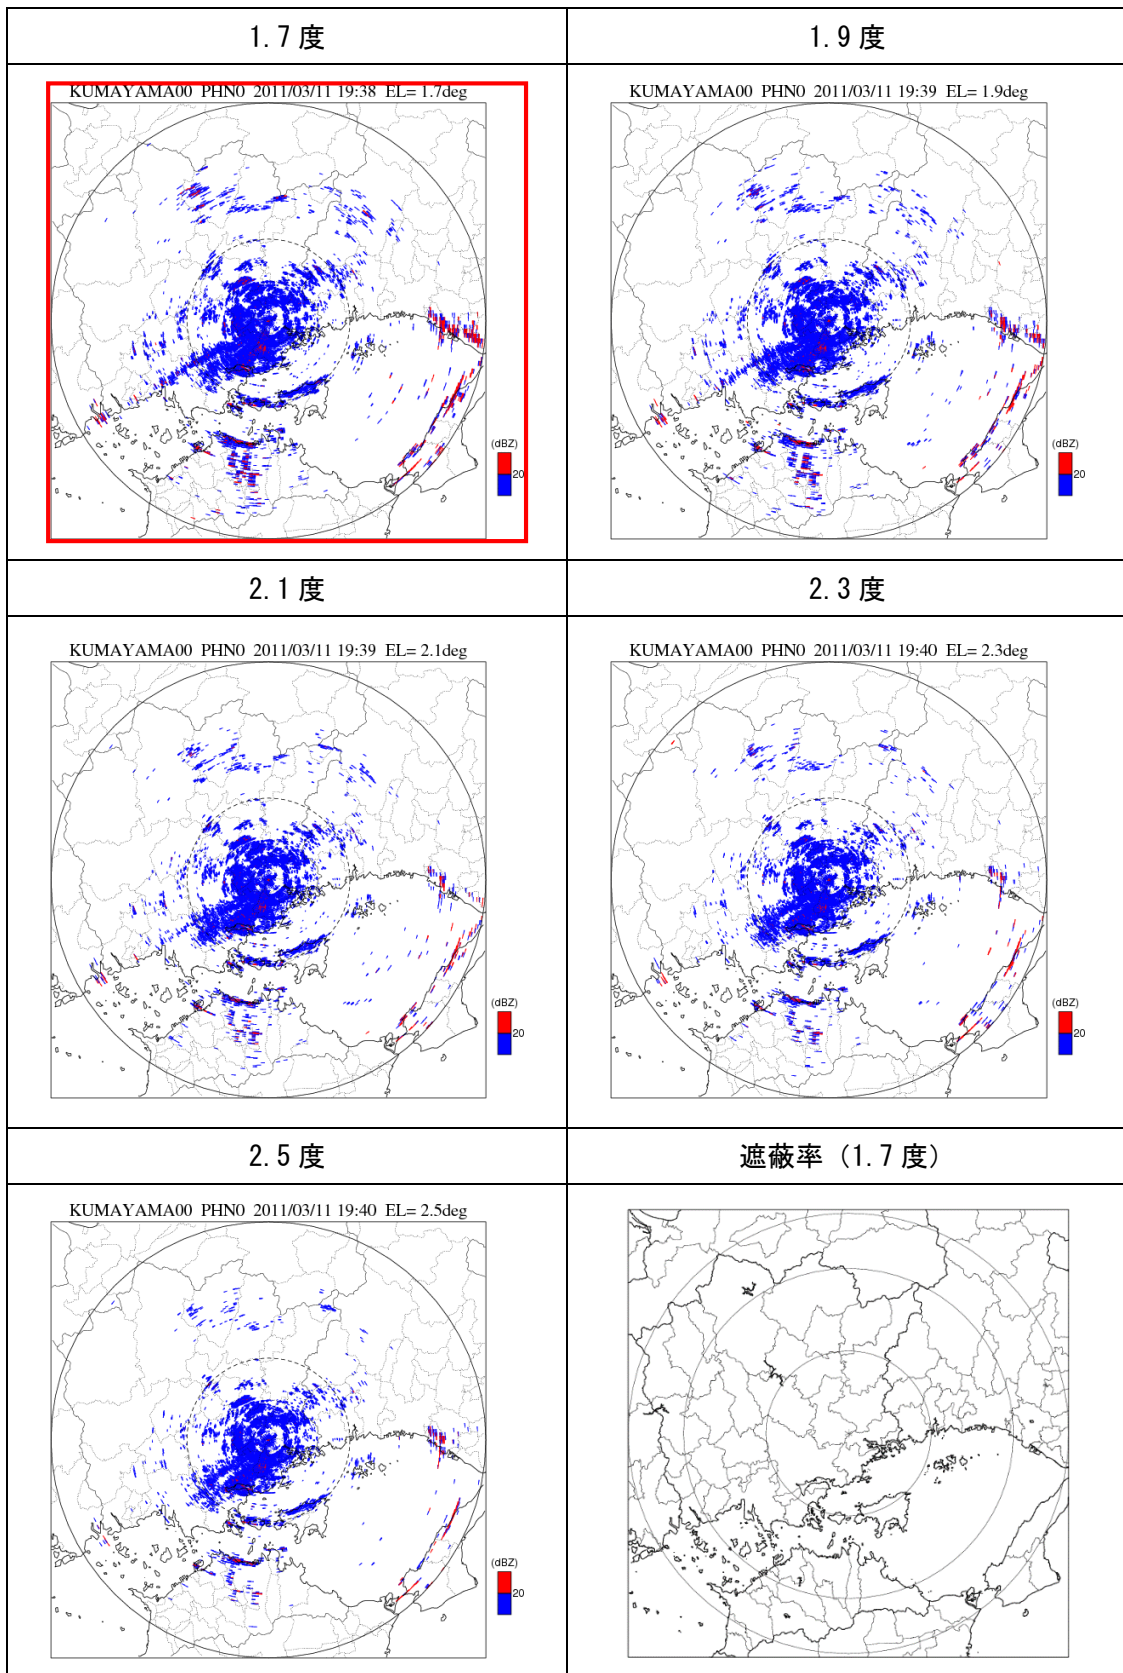 1.7度
1.9度
KUMAYAMA00 PHN0 2011/03/11 19:38 EL= 1.7deg
(dBZ)
20
KUMAYAMA00 PHN0 2011/03/11 19:39 EL= 1.9deg
(dBZ)
20
2.1度
2.3度
KUMAYAMA00 PHN0 2011/03/11 19:39 EL= 2.1deg
(dBZ)
20
KUMAYAMA00 PHN0 2011/03/11 19:40 EL= 2.3deg
(dBZ)
20
2.5度
遮蔽率（1.7度）
KUMAYAMA00 PHN0 2011/03/11 19:40 EL= 2.5deg
(dBZ)
20